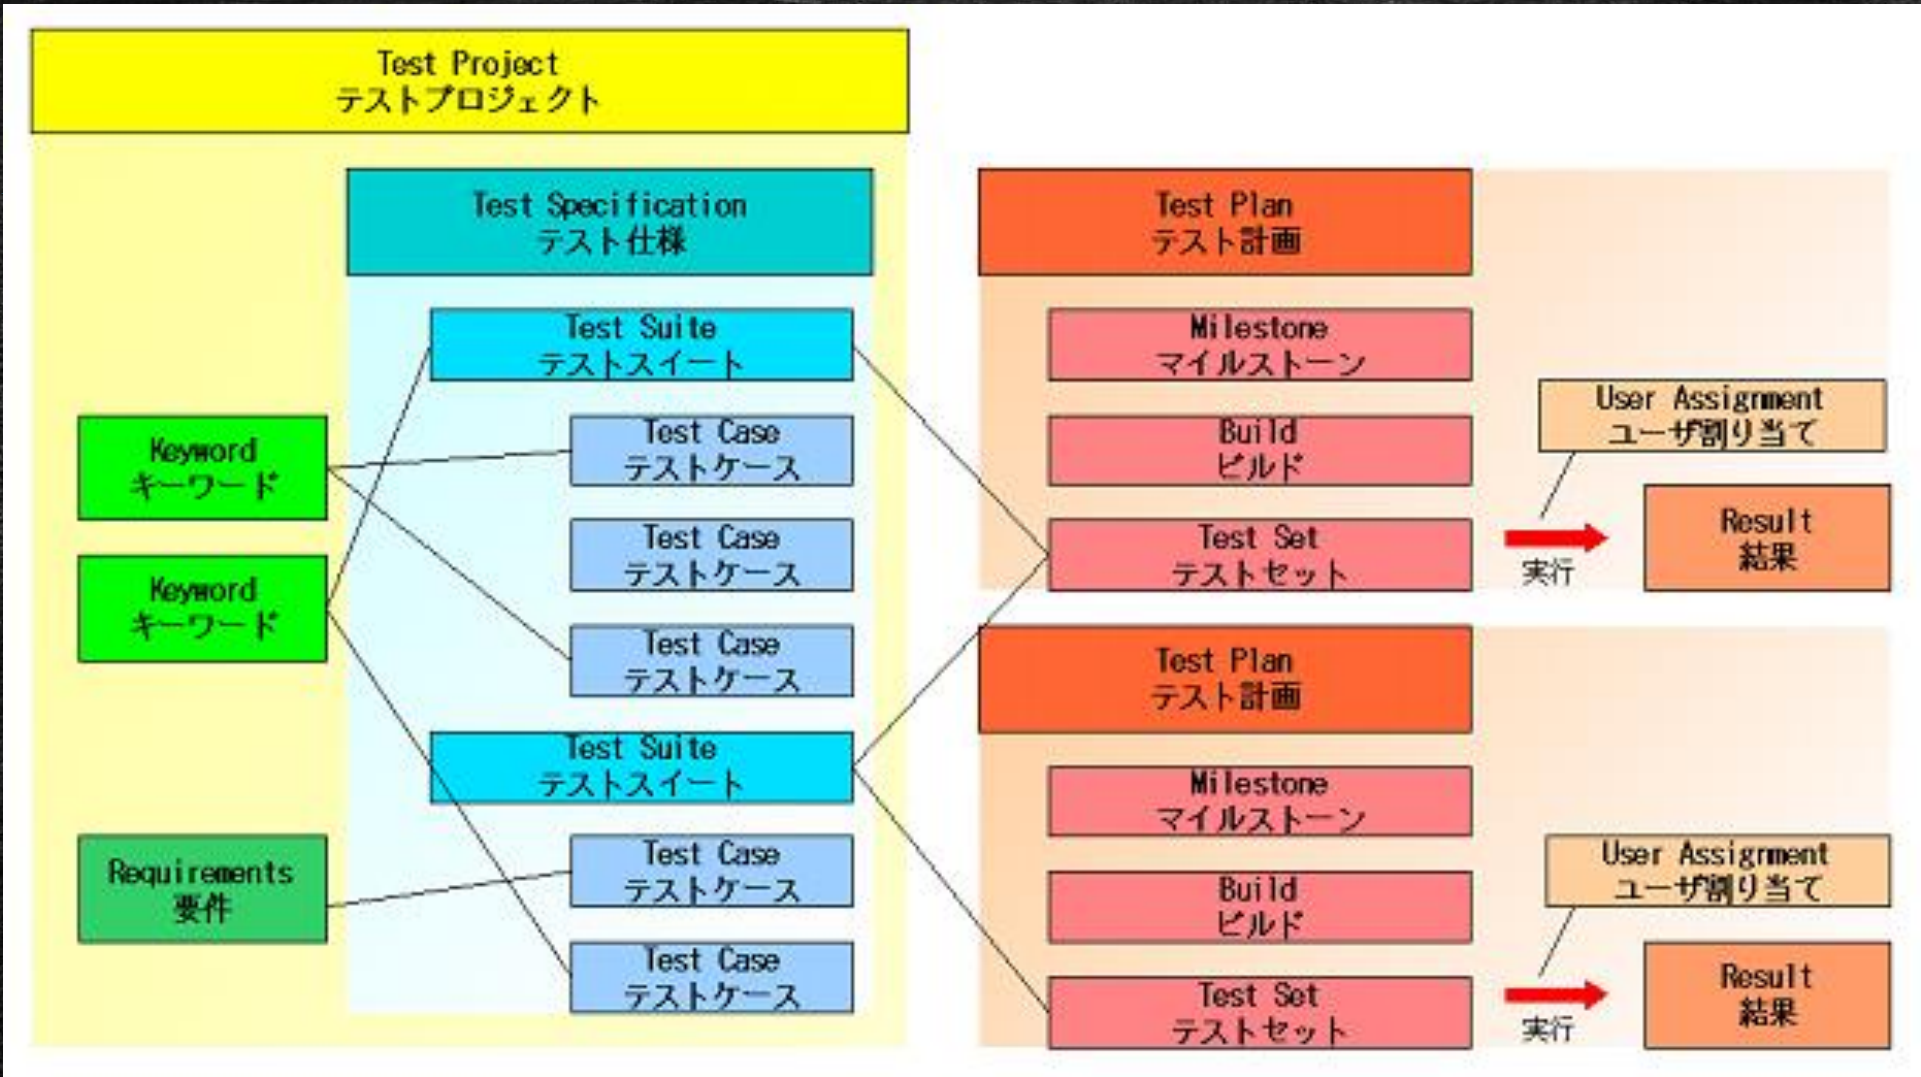 Test Project
テストプロジェクト
Test Specification
テスト仕様
Test Suite
テストスイート
Keyword
キーワード
Test Case
テストケース
Test Case
テストケース
Keyword
キーワード
Test Case
テストケース
Test Suite
テストスイート
Requirements
要件
Test Case
テストケース
Test Case
テストケース
Test Plan
テスト計画
Milestone
マイルストーン
Build
ビルド
User Assignment
ユーザ割り当て
Test Set
テストセット
実行
Result
結果
Test Plan
テスト計画
Milestone
マイルストーン
Build
ビルド
User Assignment
ユーザ割り当て
Test Set
テストセット
実行
Result
結果